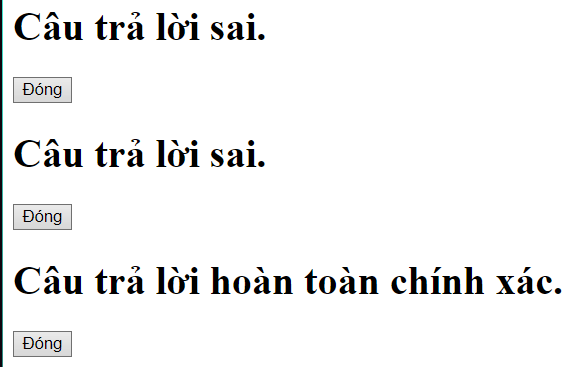 Câu trả lời sai.
Đóng
Câu trả lời sai.
Đóng
Câu trả lời hoàn toàn chính xác.
Đóng